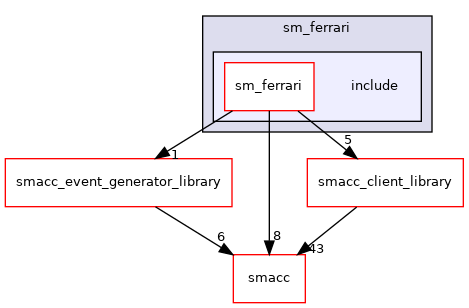 sm_ferrari
sm_ferrari
include
5
1
smacc_event_generator_library
smacc_client_library
6
8
43
smacc